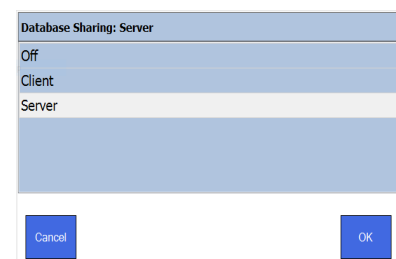 Database Sharing: Server
Off
Client
Server
Cancel OK